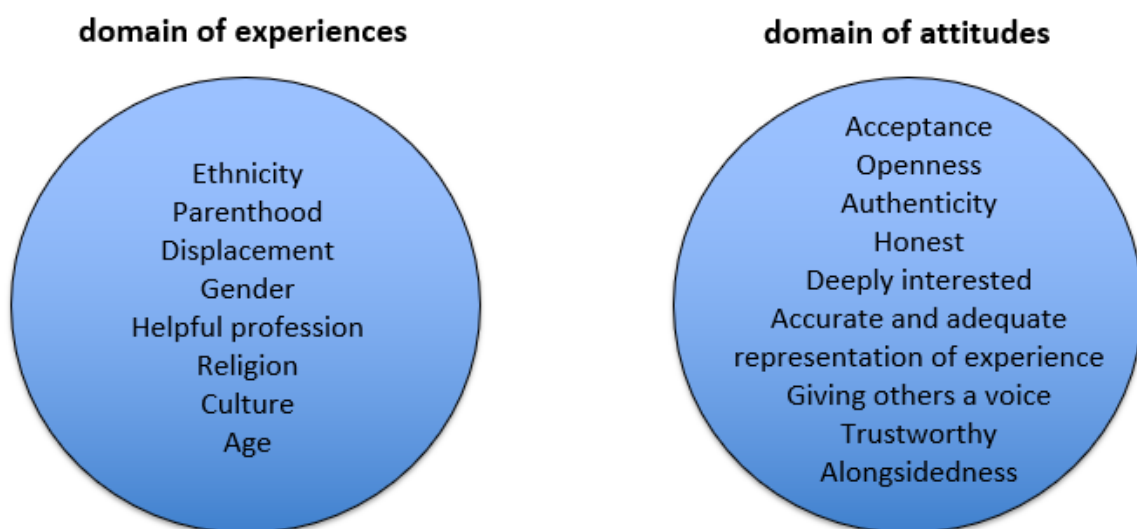 domain of experiences
Ethnicity
Parenthood
Displacement
Gender
Helpful profession
Religion
Culture
Age
domain of attitudes
Acceptance
Openness
Authenticity
Honest
Deeply interested
Accurate and adequate
representation of experience
Giving others a voice
Trustworthy
Alongsidedness